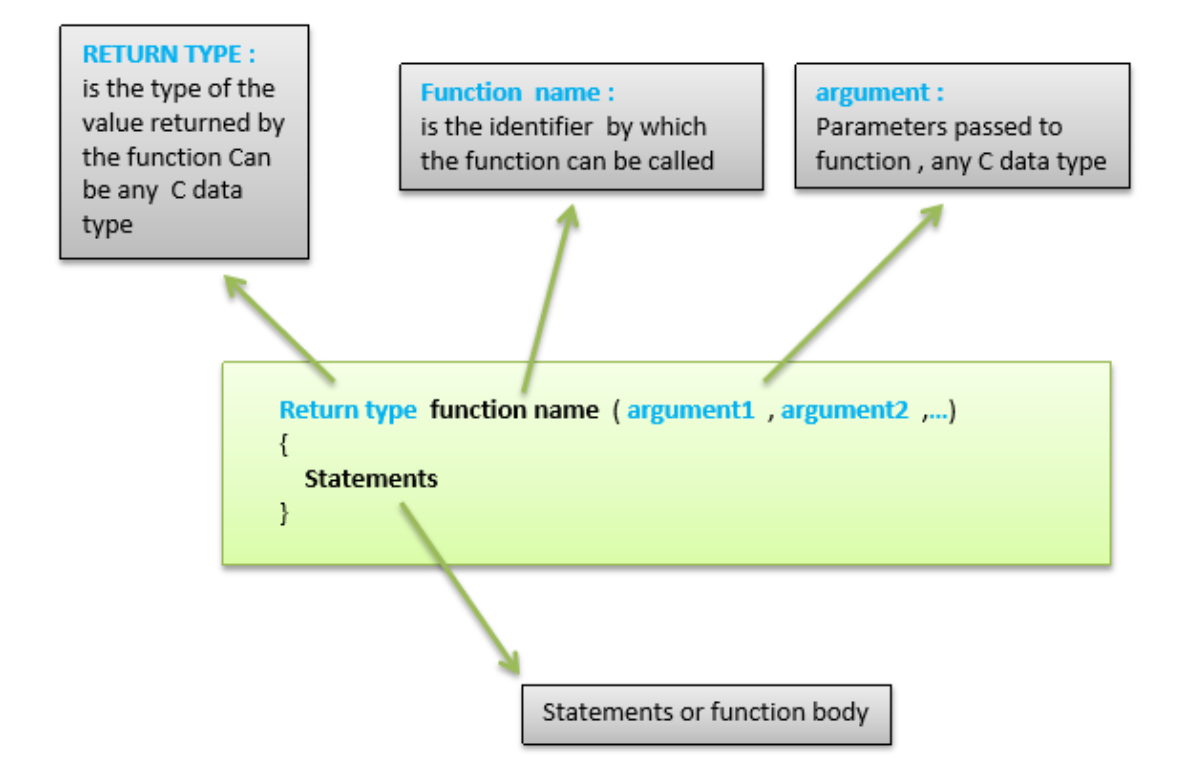 RETURN TYPE :
is the type of the
value returned by
the function Can
be any C data
type
Function name :
is the identifier by which
the function can be called
argument :
Parameters passed to
function , any C data type
Return type function name ( argument1 , argument2 ,...)
{
Statements
}
Statements or function body